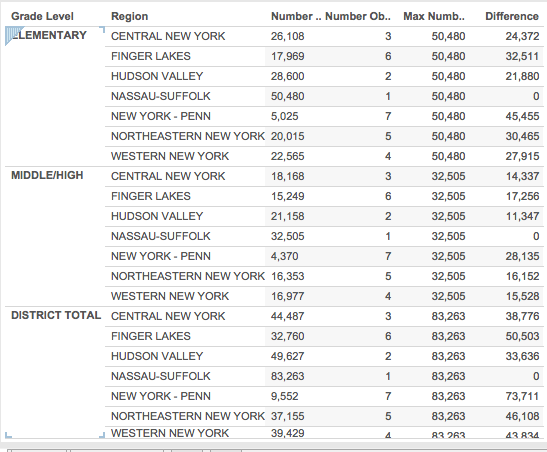 Grade Level Region Number .. Number Ob.. Max Numb.. Difference
ELEMENTARY CENTRAL NEW YORK 26,108 3 50,480 24,372
FINGER LAKES 17,969 6 50,480 32,511
HUDSON VALLEY 28,600 2 50,480 21,880
NASSAU-SUFFOLK 50,480 1 50,480 0
NEW YORK - PENN 5,025 7 50,480 45,455
NORTHEASTERN NEW YORK 20,015 5 50,480 30,465
WESTERN NEW YORK 22,565 4 50,480 27,915
MIDDLE/HIGH CENTRAL NEW YORK 18,168 3 32,505 14,337
FINGER LAKES 15,249 6 32,505 17,256
HUDSON VALLEY 21,158 2 32,505 11,347
NASSAU-SUFFOLK 32,505 1 32,505 0
NEW YORK - PENN 4,370 7 32,505 28,135
NORTHEASTERN NEW YORK 16,353 5 32,505 16,152
WESTERN NEW YORK 16,977 4 32,505 15,528
DISTRICT TOTAL CENTRAL NEW YORK 44,487 3 83,263 38,776
FINGER LAKES 32,760 6 83,263 50,503
HUDSON VALLEY 49,627 2 83,263 33,636
NASSAU-SUFFOLK 83,263 1 83,263 0
NEW YORK - PENN 9,552 7 83,263 73,711
NORTHEASTERN NEW YORK 37,155 5 83,263 46,108
WESTERN NEW YORK 39,429 4 83,263 43,834